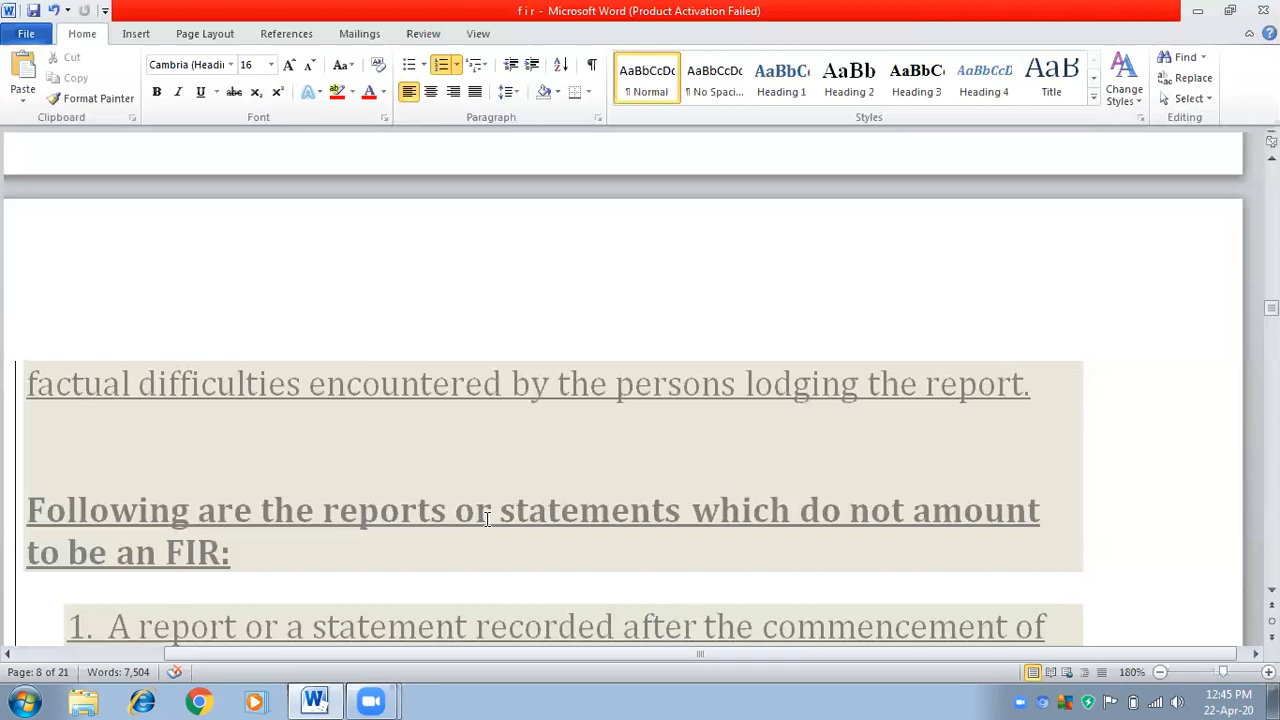 f i r - Microsoft Word (Product Activation Failed)
File Home Insert Page Layout References Mailings Review View
Paste Cut Copy Format Painter Clipboard
Cambria (Headin 16 Aa B I U abc x₂ x² A Font
Paragraph
AaBbCcDc ¶ Normal AaBbCcDc ¶ No Spaci... AaBbC Heading 1 AaBb Heading 2 AaBbC Heading 3 AaBbCcD Heading 4 AaB Title Change Styles Styles
Find Replace Select Editing
factual difficulties encountered by the persons lodging the report.
Following are the reports or statements which do not amount
to be an FIR:
1. A report or a statement recorded after the commencement of
Page: 8 of 21 Words: 7,504 180%
12:45 PM
22-Apr-20